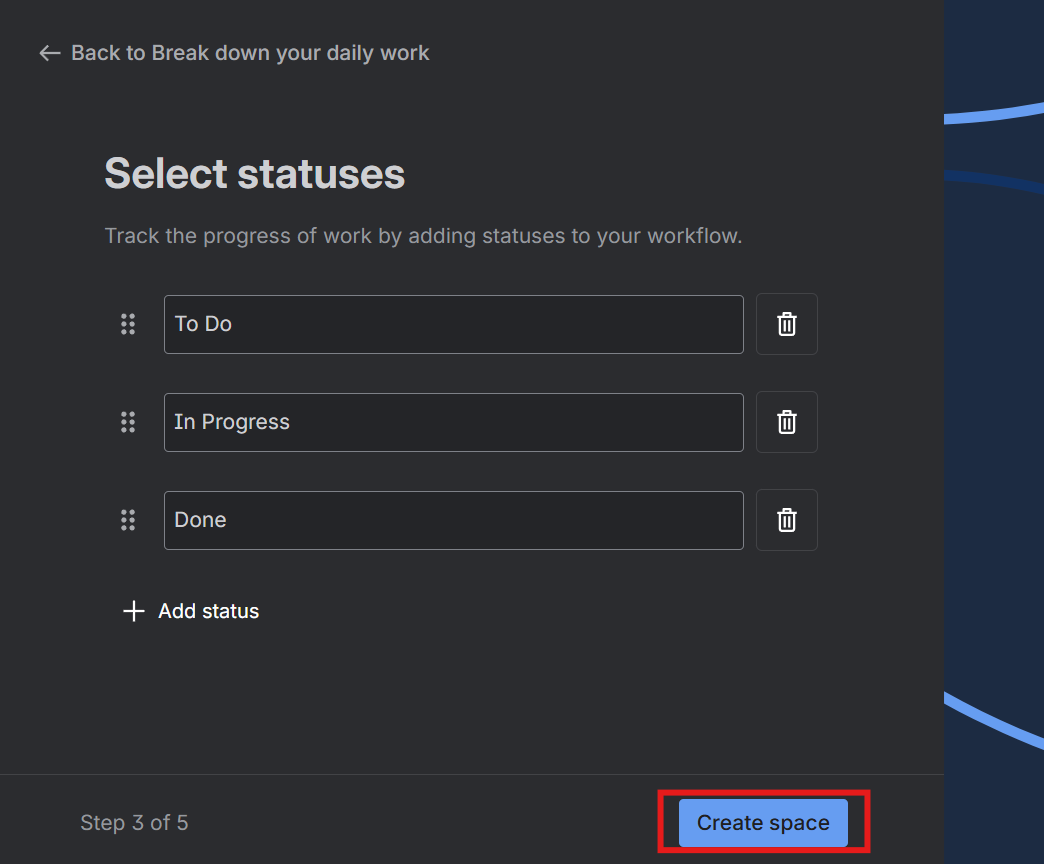 Back to Break down your daily work
Select statuses
Track the progress of work by adding statuses to your workflow.
To Do
In Progress
Done
Add status
Step 3 of 5
Create space